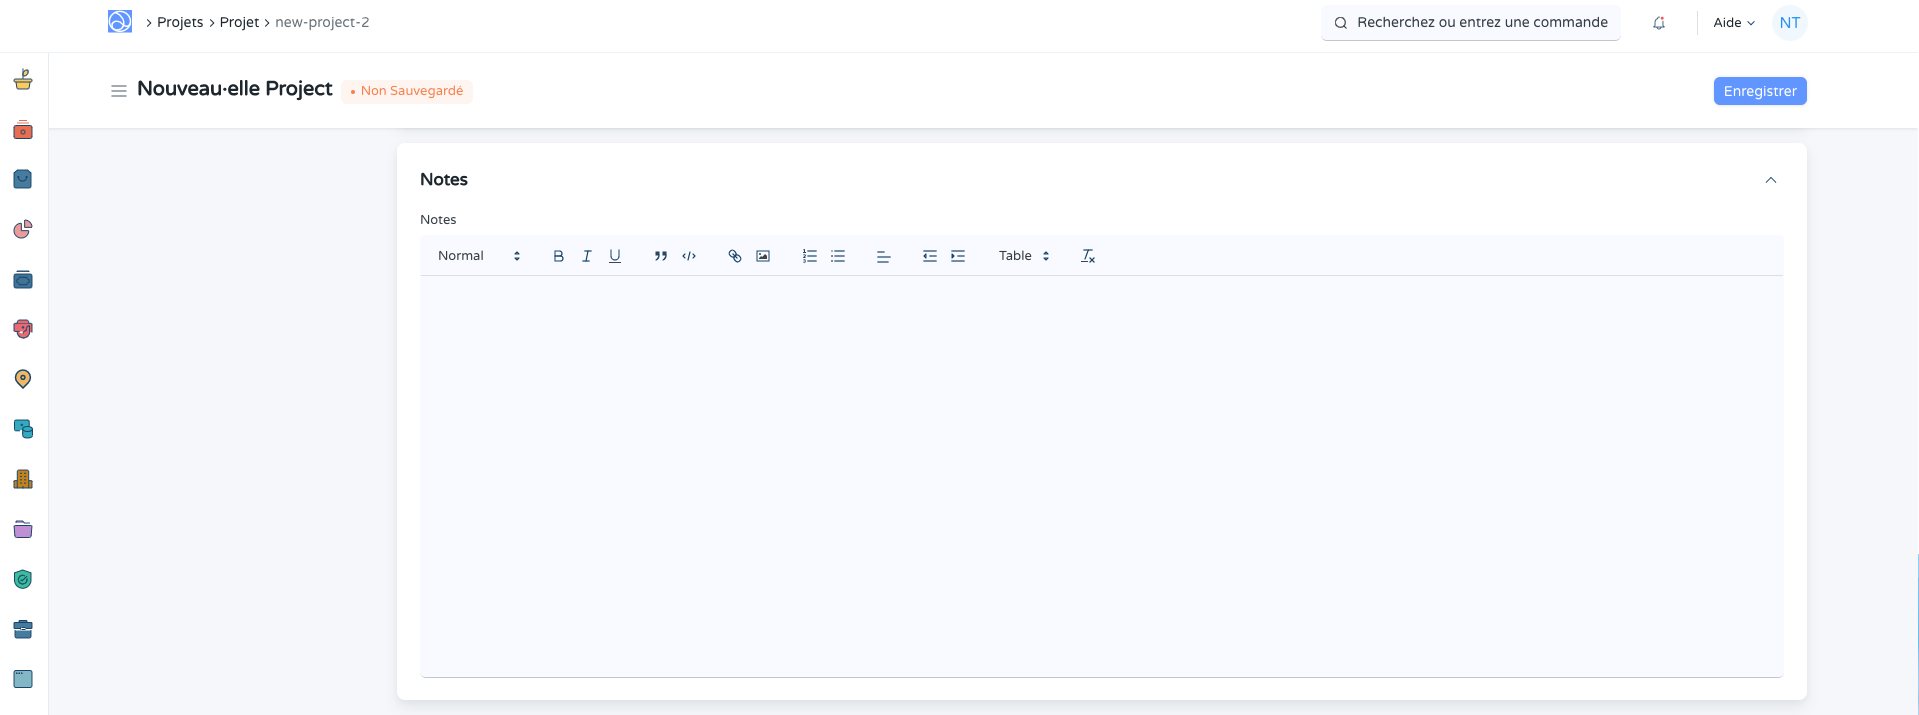 Projets Projet new-project-2
Recherchez ou entrez une commande
Aide
NT
Nouveau·elle Project
Non Sauvegardé
Enregistrer
Notes
Notes
Normal
Table